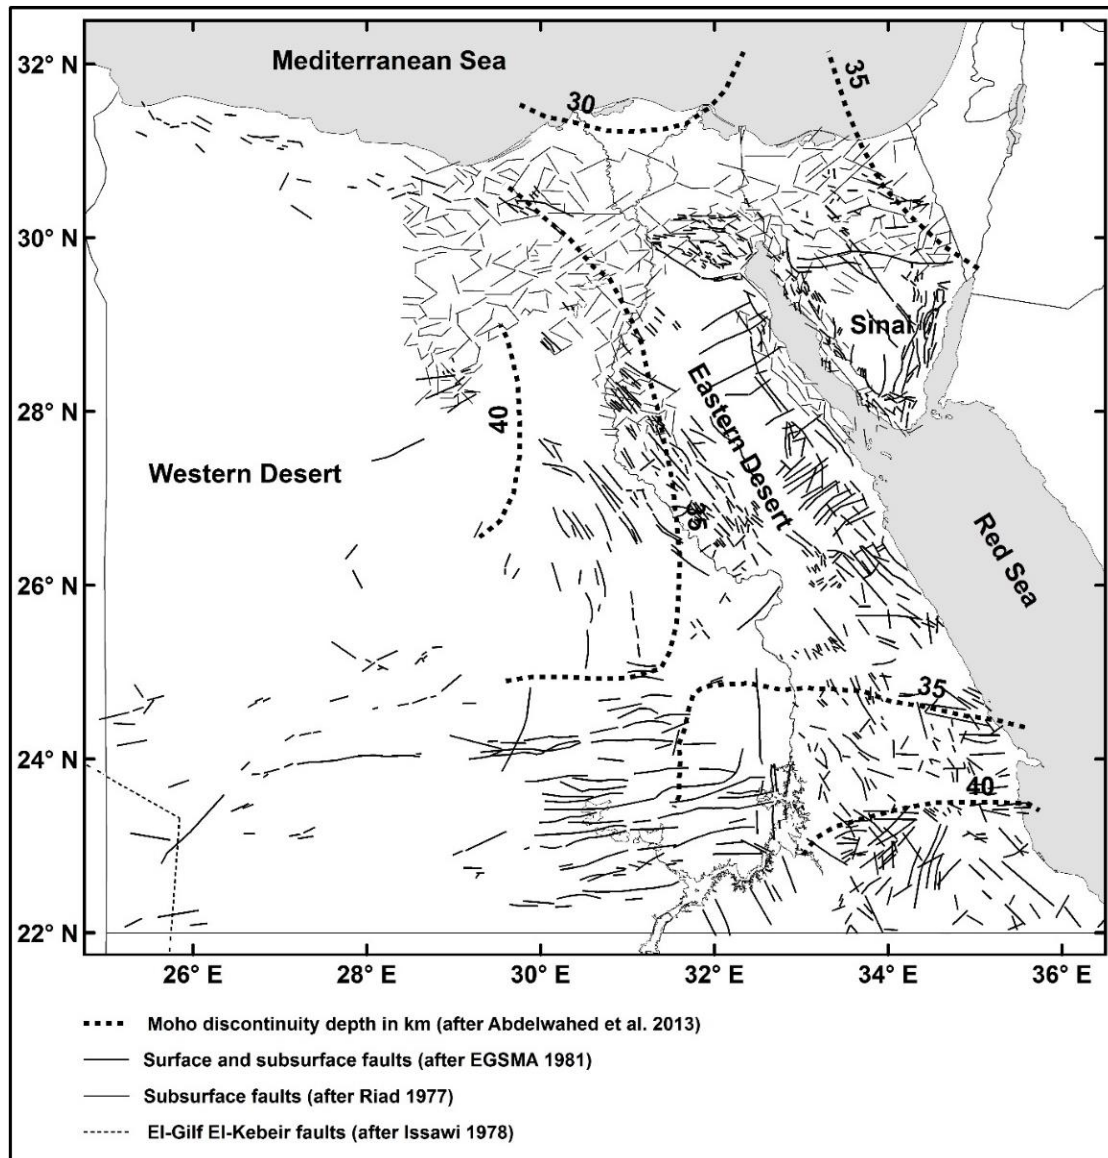 32° N
Mediterranean Sea
30
35
30° N
Sinai
28° N
40
Eastern Desert
Western Desert
35
Red Sea
26° N
35
24° N
40
22° N
26° E
28° E
30° E
32° E
34° E
36° E
Moho discontinuity depth in km (after Abdelwahed et al. 2013)
Surface and subsurface faults (after EGSMA 1981)
Subsurface faults (after Riad 1977)
El-Gilf El-Kebeir faults (after Issawi 1978)